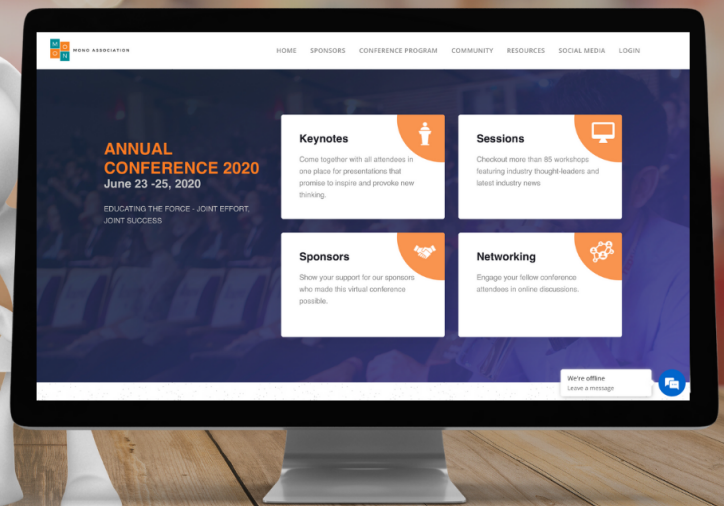 M O
O N
MONO ASSOCIATION
HOME SPONSORS CONFERENCE PROGRAM COMMUNITY RESOURCES SOCIAL MEDIA LOGIN
ANNUAL
CONFERENCE 2020
June 23 -25, 2020
EDUCATING THE FORCE - JOINT EFFORT,
JOINT SUCCESS
Keynotes
Come together with all attendees in
one place for presentations that
promise to inspire and provoke new
thinking.
Sessions
Checkout more than 85 workshops
featuring industry thought-leaders and
latest industry news
Sponsors
Show your support for our sponsors
who made this virtual conference
possible.
Networking
Engage your fellow conference
attendees in online discussions.
We're offline
Leave a message